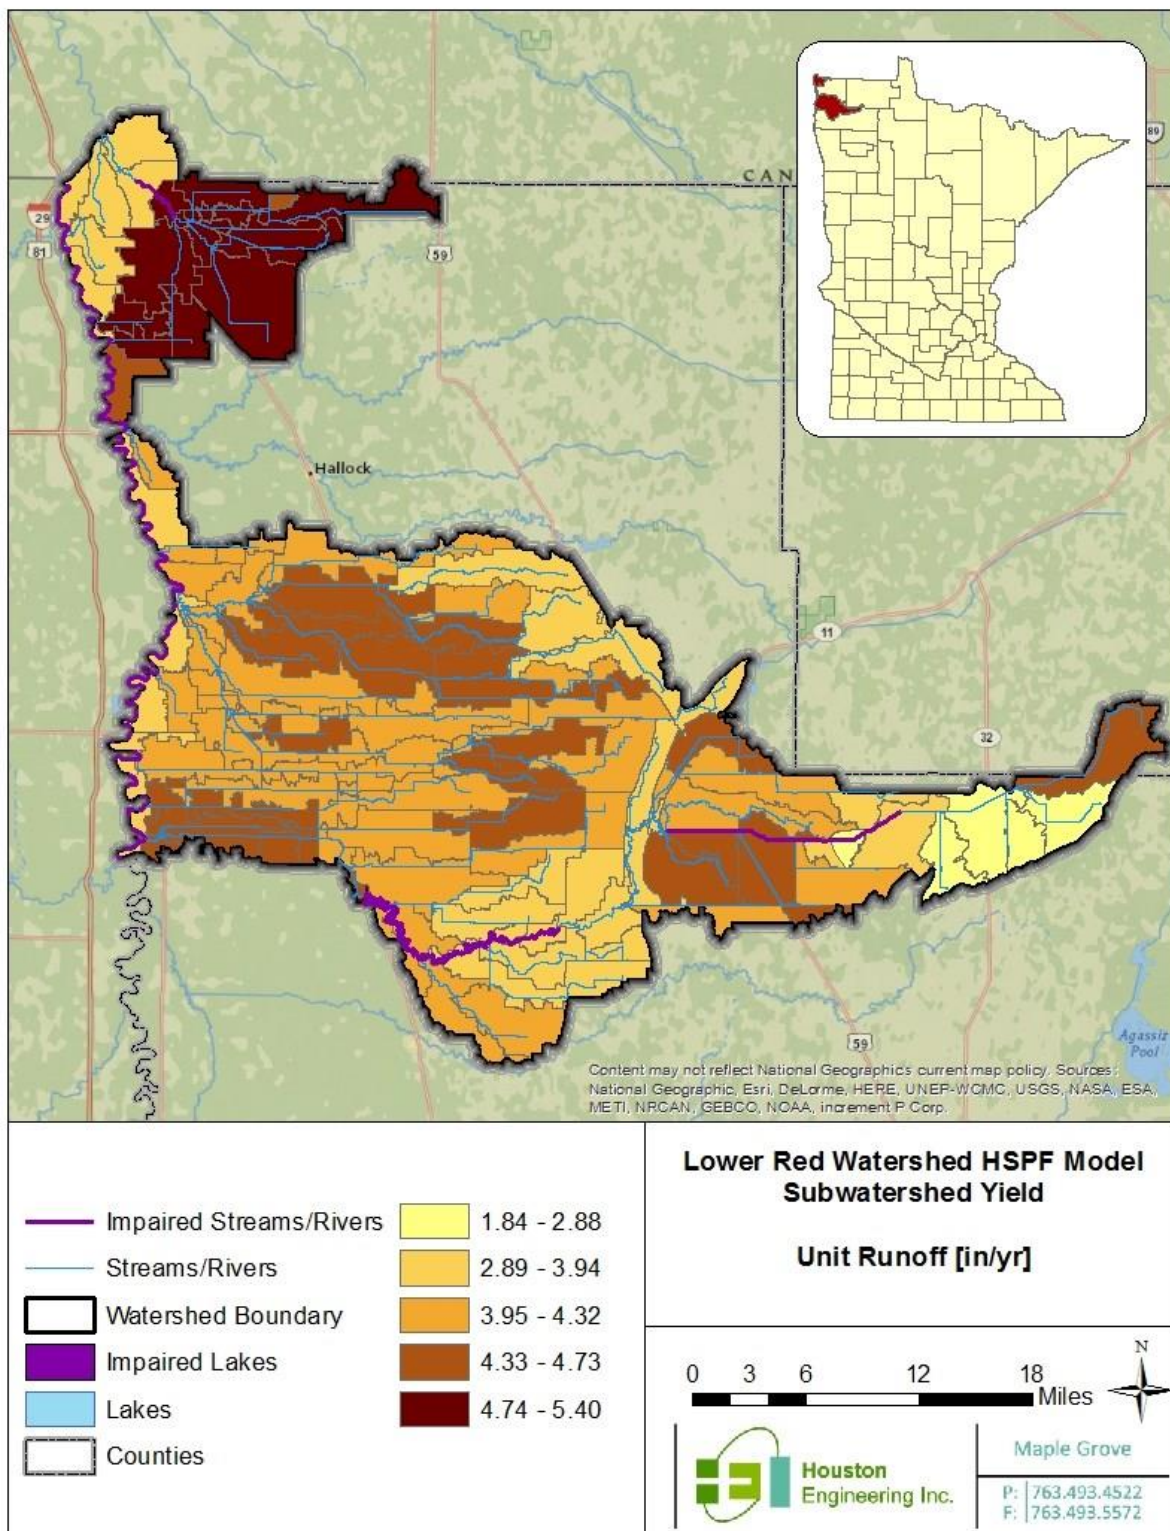 CAN
89
29
81
59
Hallock
11
32
59
Agassiz
Pool
Content may not reflect National Geographic's current map policy. Sources:
National Geographic, Esri, DeLorme, HERE, UNEP-WCMC, USGS, NASA, ESA,
METI, NRCAN, GEBCO, NOAA, increment P Corp.
Impaired Streams/Rivers
Streams/Rivers
Watershed Boundary
Impaired Lakes
Lakes
Counties
1.84 - 2.88
2.89 - 3.94
3.95 - 4.32
4.33 - 4.73
4.74 - 5.40
Lower Red Watershed HSPF Model
Subwatershed Yield
Unit Runoff [in/yr]
0 3 6 12 18
Miles
N
Houston
Engineering Inc.
Maple Grove
P: 763.493.4522
F: 763.493.5572